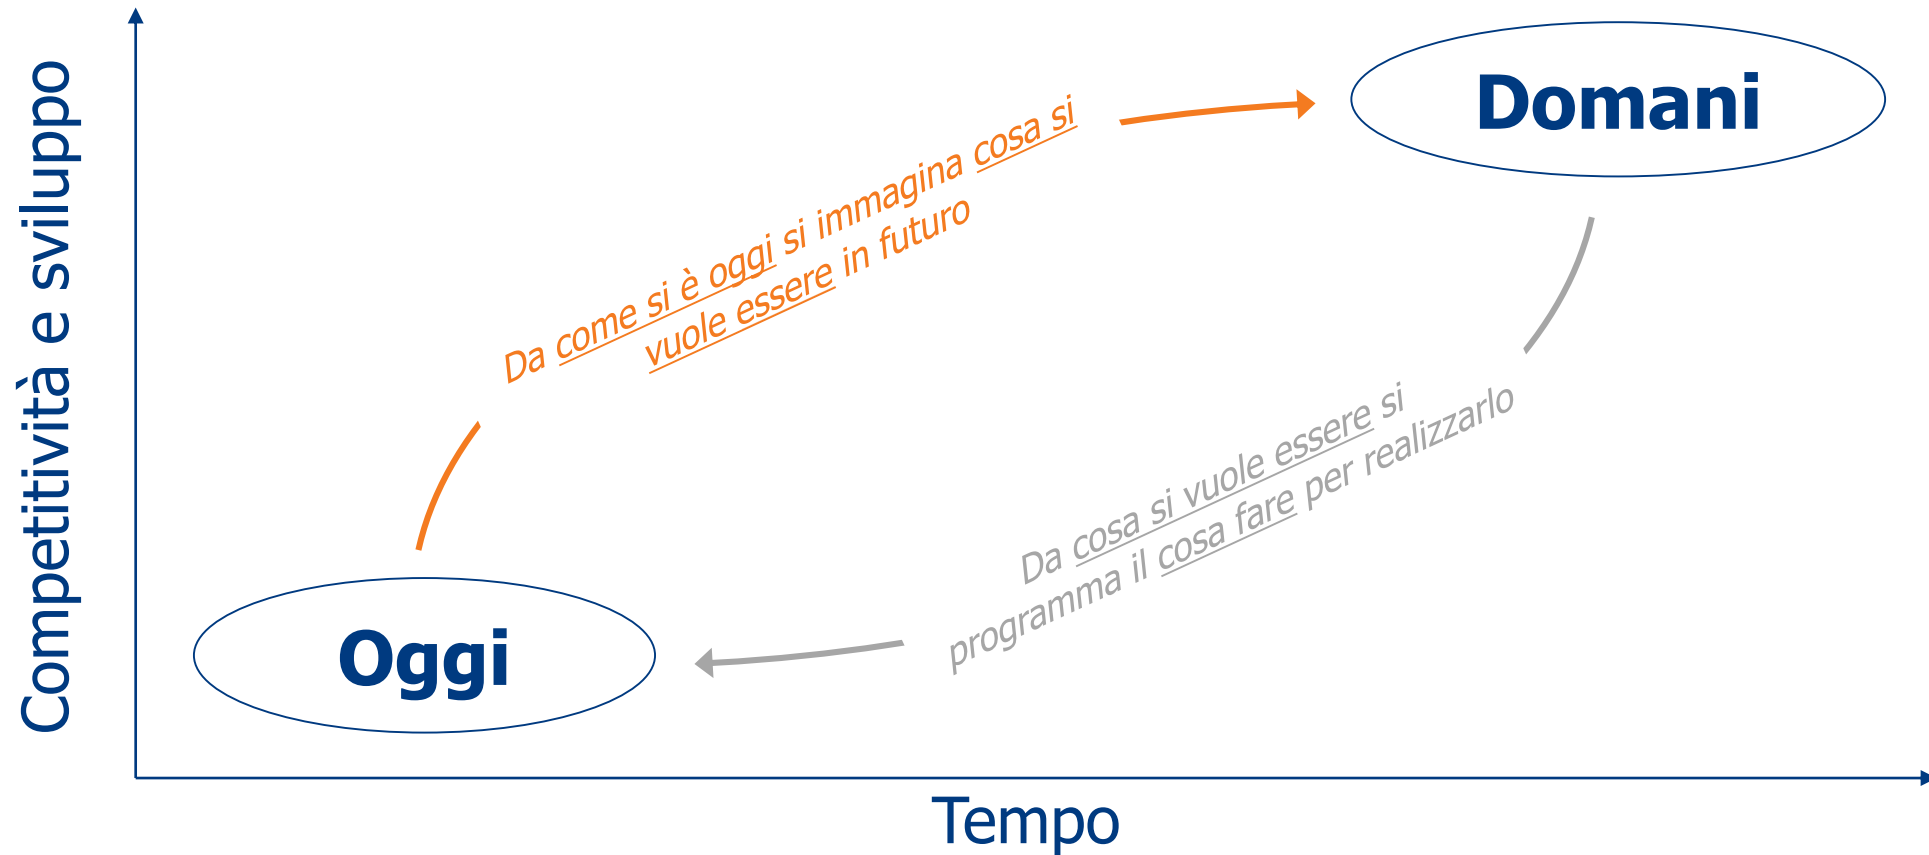 Competitività e sviluppo
Domani
Da come si è oggi si immagina cosa si
vuole essere in futuro
Da cosa si vuole essere si
programma il cosa fare per realizzarlo
Oggi
Tempo